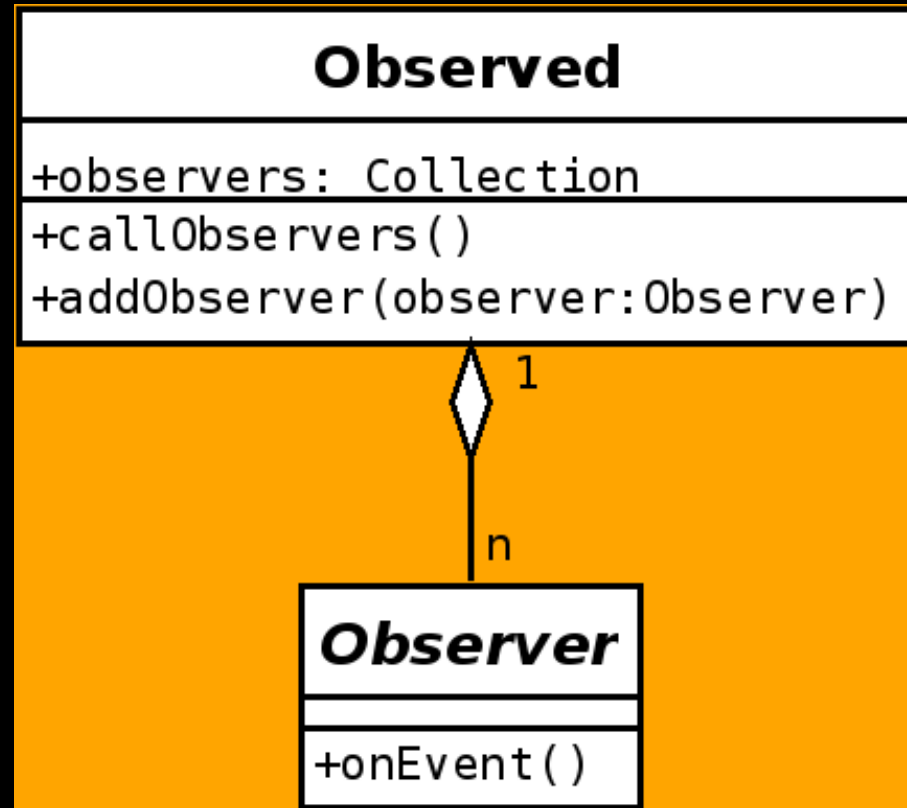 Observed
+observers: Collection
+callObservers()
+addObserver(observer:Observer)
1
n
Observer
+onEvent()